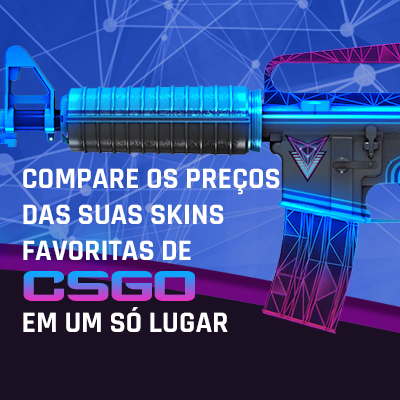 COMPARE OS PREÇOS
DAS SUAS SKINS
FAVORITAS DE
CSGO
EM UM SÓ LUGAR